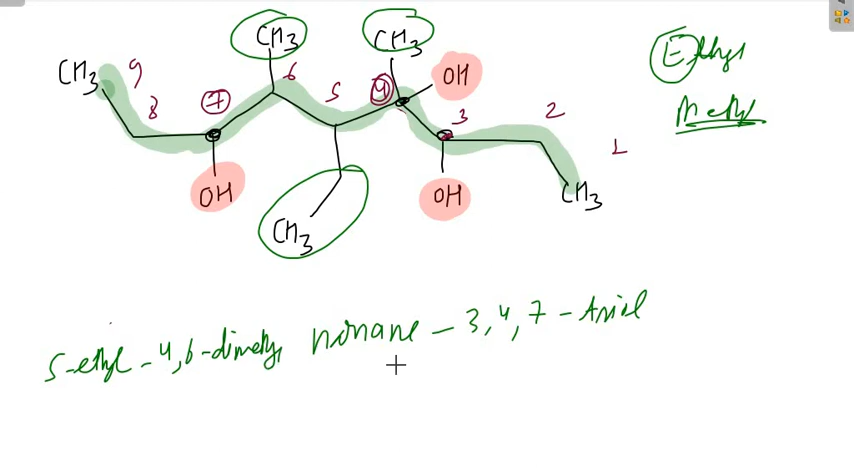 CH3
CH3
OH
Ethyl
Methyl
CH3
9
6
8
7
5
4
3
2
1
OH
OH
CH3
CH3
5-ethyl-4,6-dimethyl nonane-3,4,7-triol